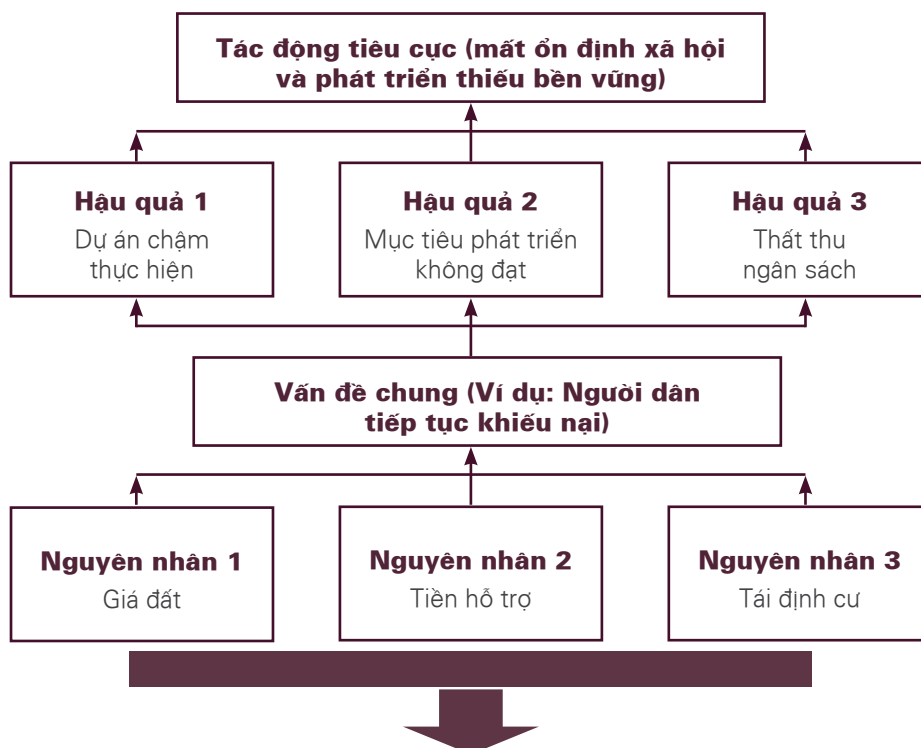 Tác động tiêu cực (mất ổn định xã hội
và phát triển thiếu bền vững)
Hậu quả 1
Dự án chậm
thực hiện
Hậu quả 2
Mục tiêu phát triển
không đạt
Hậu quả 3
Thất thu
ngân sách
Vấn đề chung (Ví dụ: Người dân
tiếp tục khiếu nại)
Nguyên nhân 1
Giá đất
Nguyên nhân 2
Tiền hỗ trợ
Nguyên nhân 3
Tái định cư